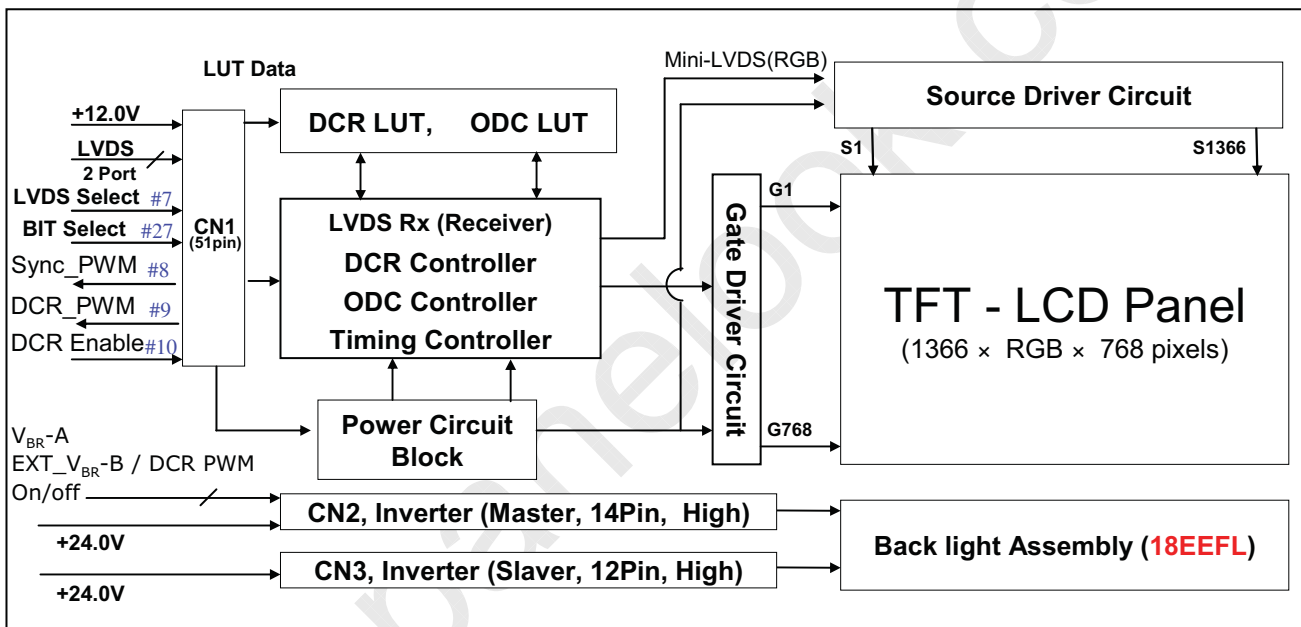 Mini-LVDS(RGB)
LUT Data
Source Driver Circuit
+12.0V
DCR LUT, ODC LUT
LVDS
2 Port
S1
S1366
LVDS Select #7
G1
CN1
(51pin)
LVDS Rx (Receiver)
BIT Select #27
Sync_PWM #8
DCR Controller
Gate Driver Circuit
TFT - LCD Panel
DCR_PWM #9
ODC Controller
(1366 × RGB × 768 pixels)
DCR Enable#10
Timing Controller
Power Circuit
Block
G768
VBR-A
EXT_VBR-B / DCR PWM
On/off
CN2, Inverter (Master, 14Pin, High)
+24.0V
Back light Assembly (18EEFL)
CN3, Inverter (Slaver, 12Pin, High)
+24.0V
panelook.c